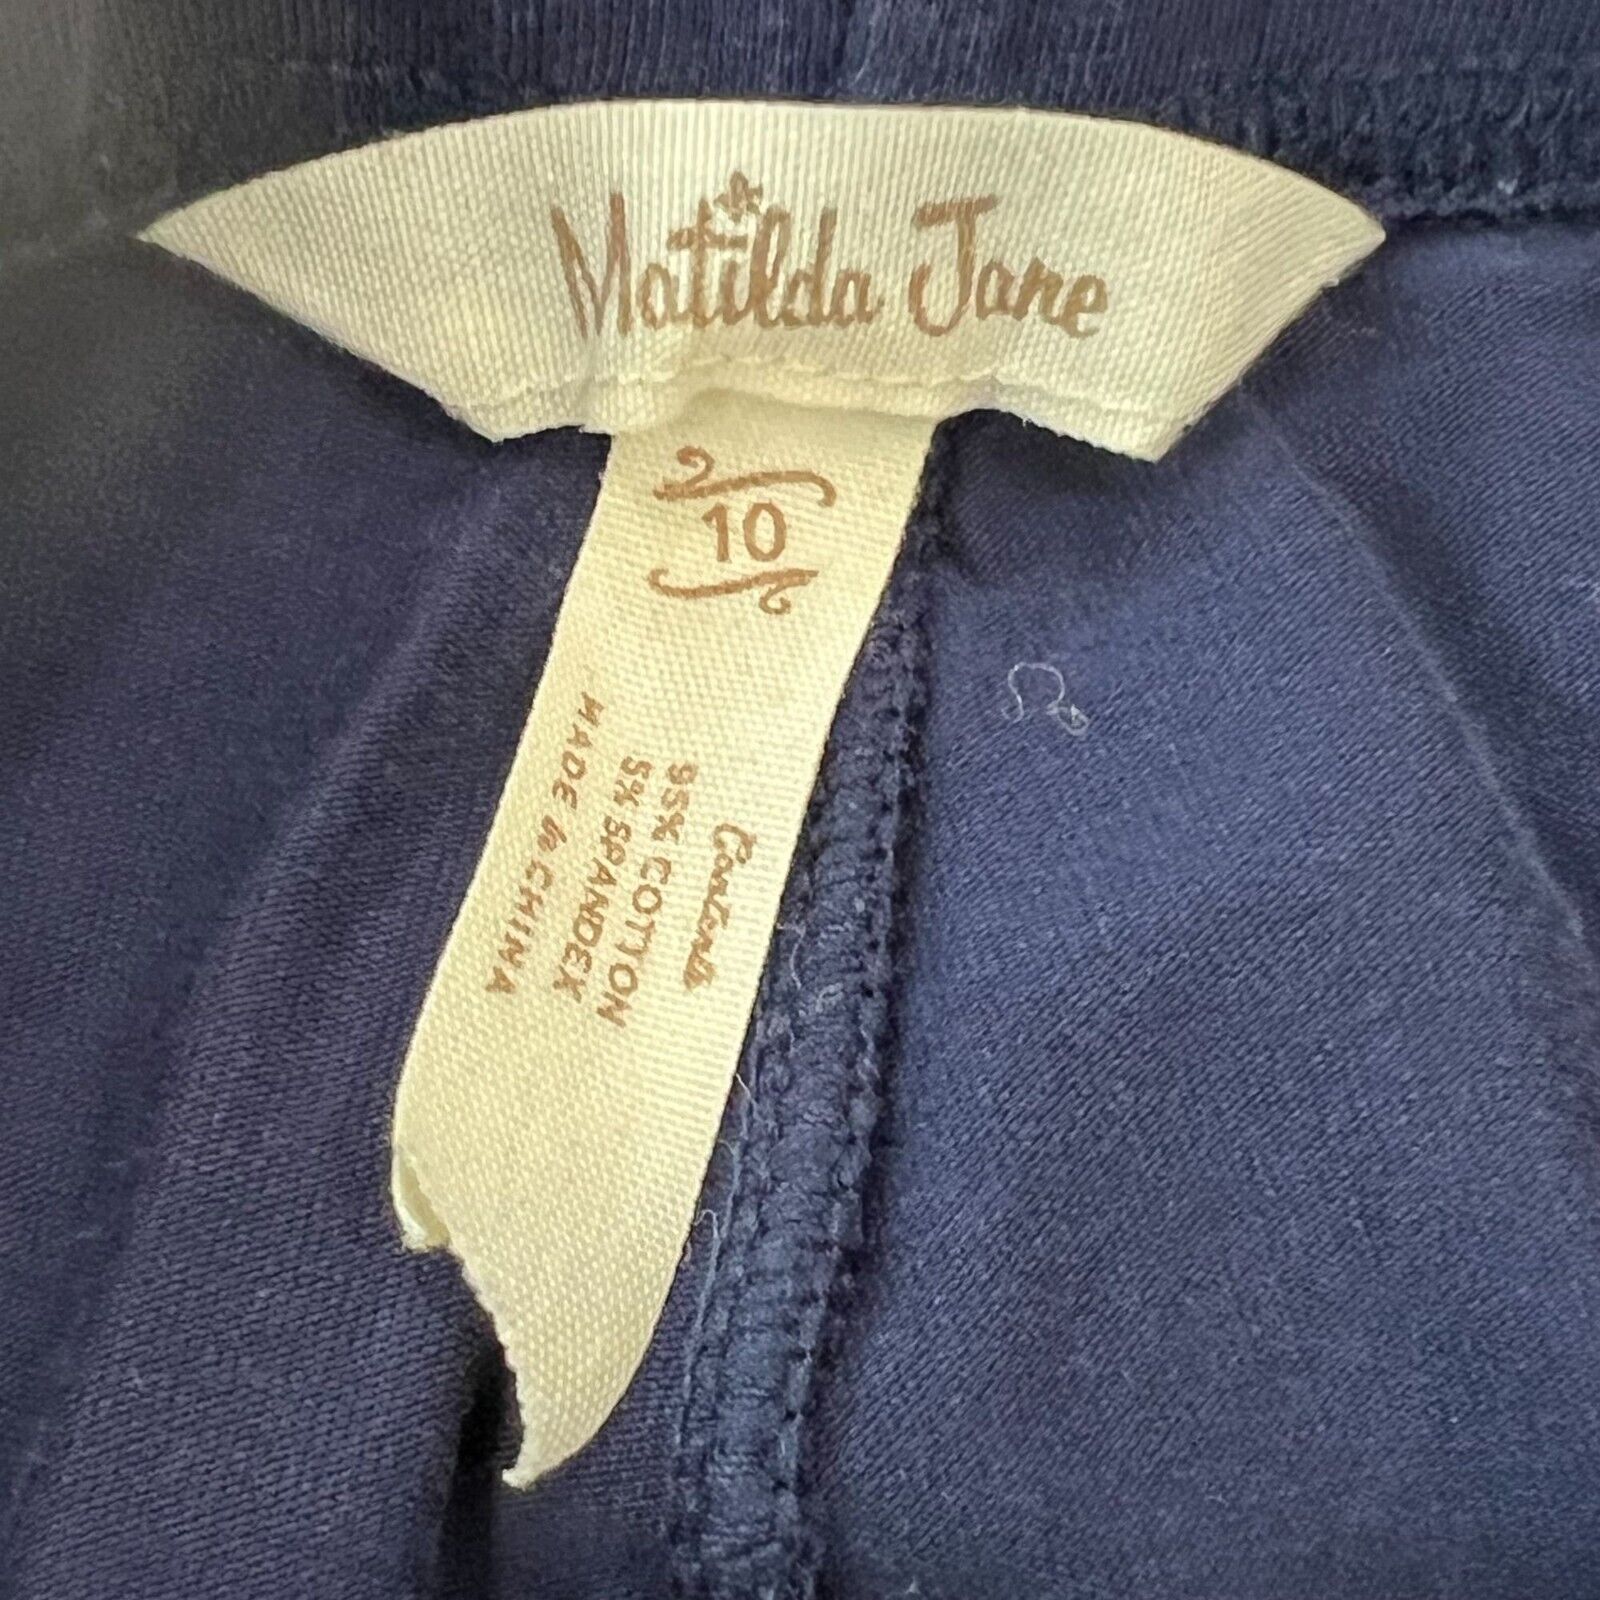 Matilda Jane
10
Contents
95% COTTON
5% SPANDEX
MADE in CHINA